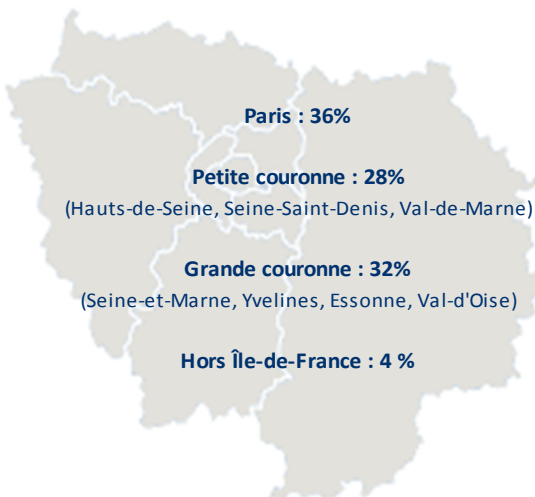 Paris : 36%
Petite couronne : 28%
(Hauts-de-Seine, Seine-Saint-Denis, Val-de-Marne)
Grande couronne : 32%
(Seine-et-Marne, Yvelines, Essonne, Val-d'Oise)
Hors Île-de-France : 4 %